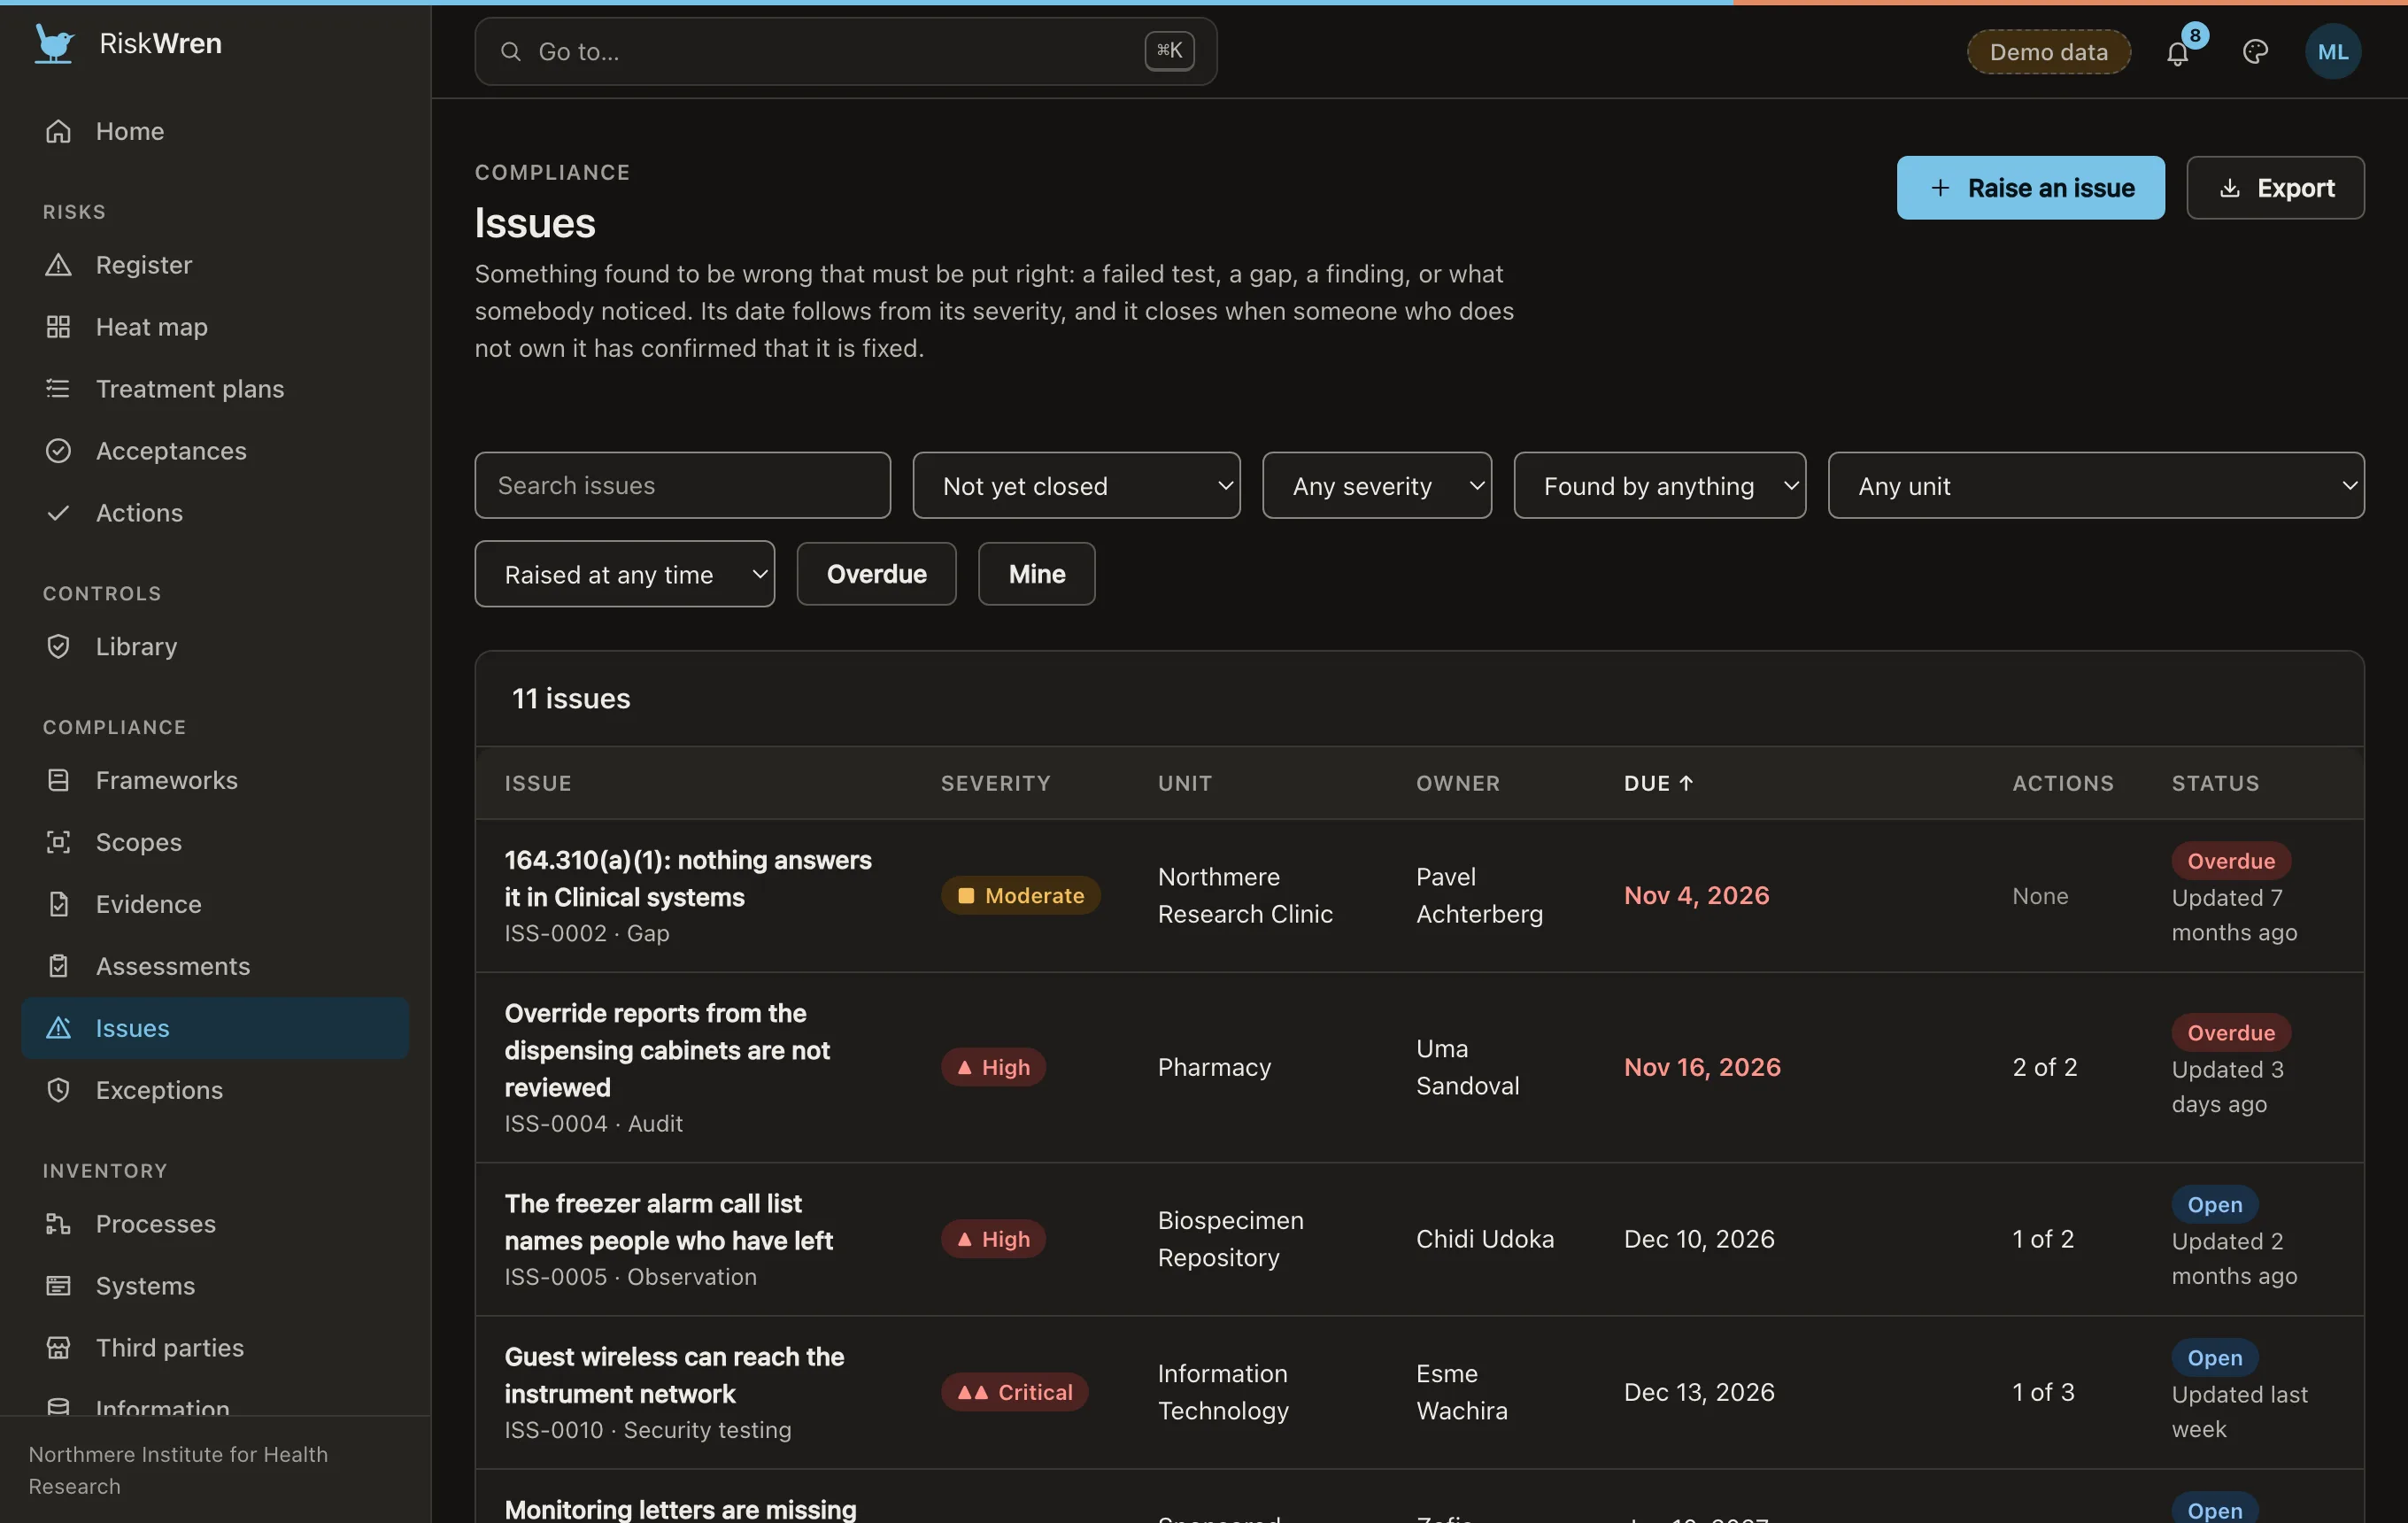 RiskWren
Go to...
⌘K
Demo data
8
ML
Home
RISKS
Register
Heat map
Treatment plans
Acceptances
Actions
CONTROLS
Library
COMPLIANCE
Frameworks
Scopes
Evidence
Assessments
Issues
Exceptions
INVENTORY
Processes
Systems
Third parties
Information
Northmere Institute for Health
Research
COMPLIANCE
Issues
Something found to be wrong that must be put right: a failed test, a gap, a finding, or what
somebody noticed. Its date follows from its severity, and it closes when someone who does
not own it has confirmed that it is fixed.
+ Raise an issue
Export
Search issues
Not yet closed
Any severity
Found by anything
Any unit
Raised at any time
Overdue
Mine
11 issues
ISSUE SEVERITY UNIT OWNER DUE ↑ ACTIONS STATUS
164.310(a)(1): nothing answers
it in Clinical systems
ISS-0002 · Gap
Moderate
Northmere
Research Clinic
Pavel
Achterberg
Nov 4, 2026
None
Overdue
Updated 7
months ago
Override reports from the
dispensing cabinets are not
reviewed
ISS-0004 · Audit
High
Pharmacy
Uma
Sandoval
Nov 16, 2026
2 of 2
Overdue
Updated 3
days ago
The freezer alarm call list
names people who have left
ISS-0005 · Observation
High
Biospecimen
Repository
Chidi Udoka
Dec 10, 2026
1 of 2
Open
Updated 2
months ago
Guest wireless can reach the
instrument network
ISS-0010 · Security testing
Critical
Information
Technology
Esme
Wachira
Dec 13, 2026
1 of 3
Open
Updated last
week
Monitoring letters are missing
Open